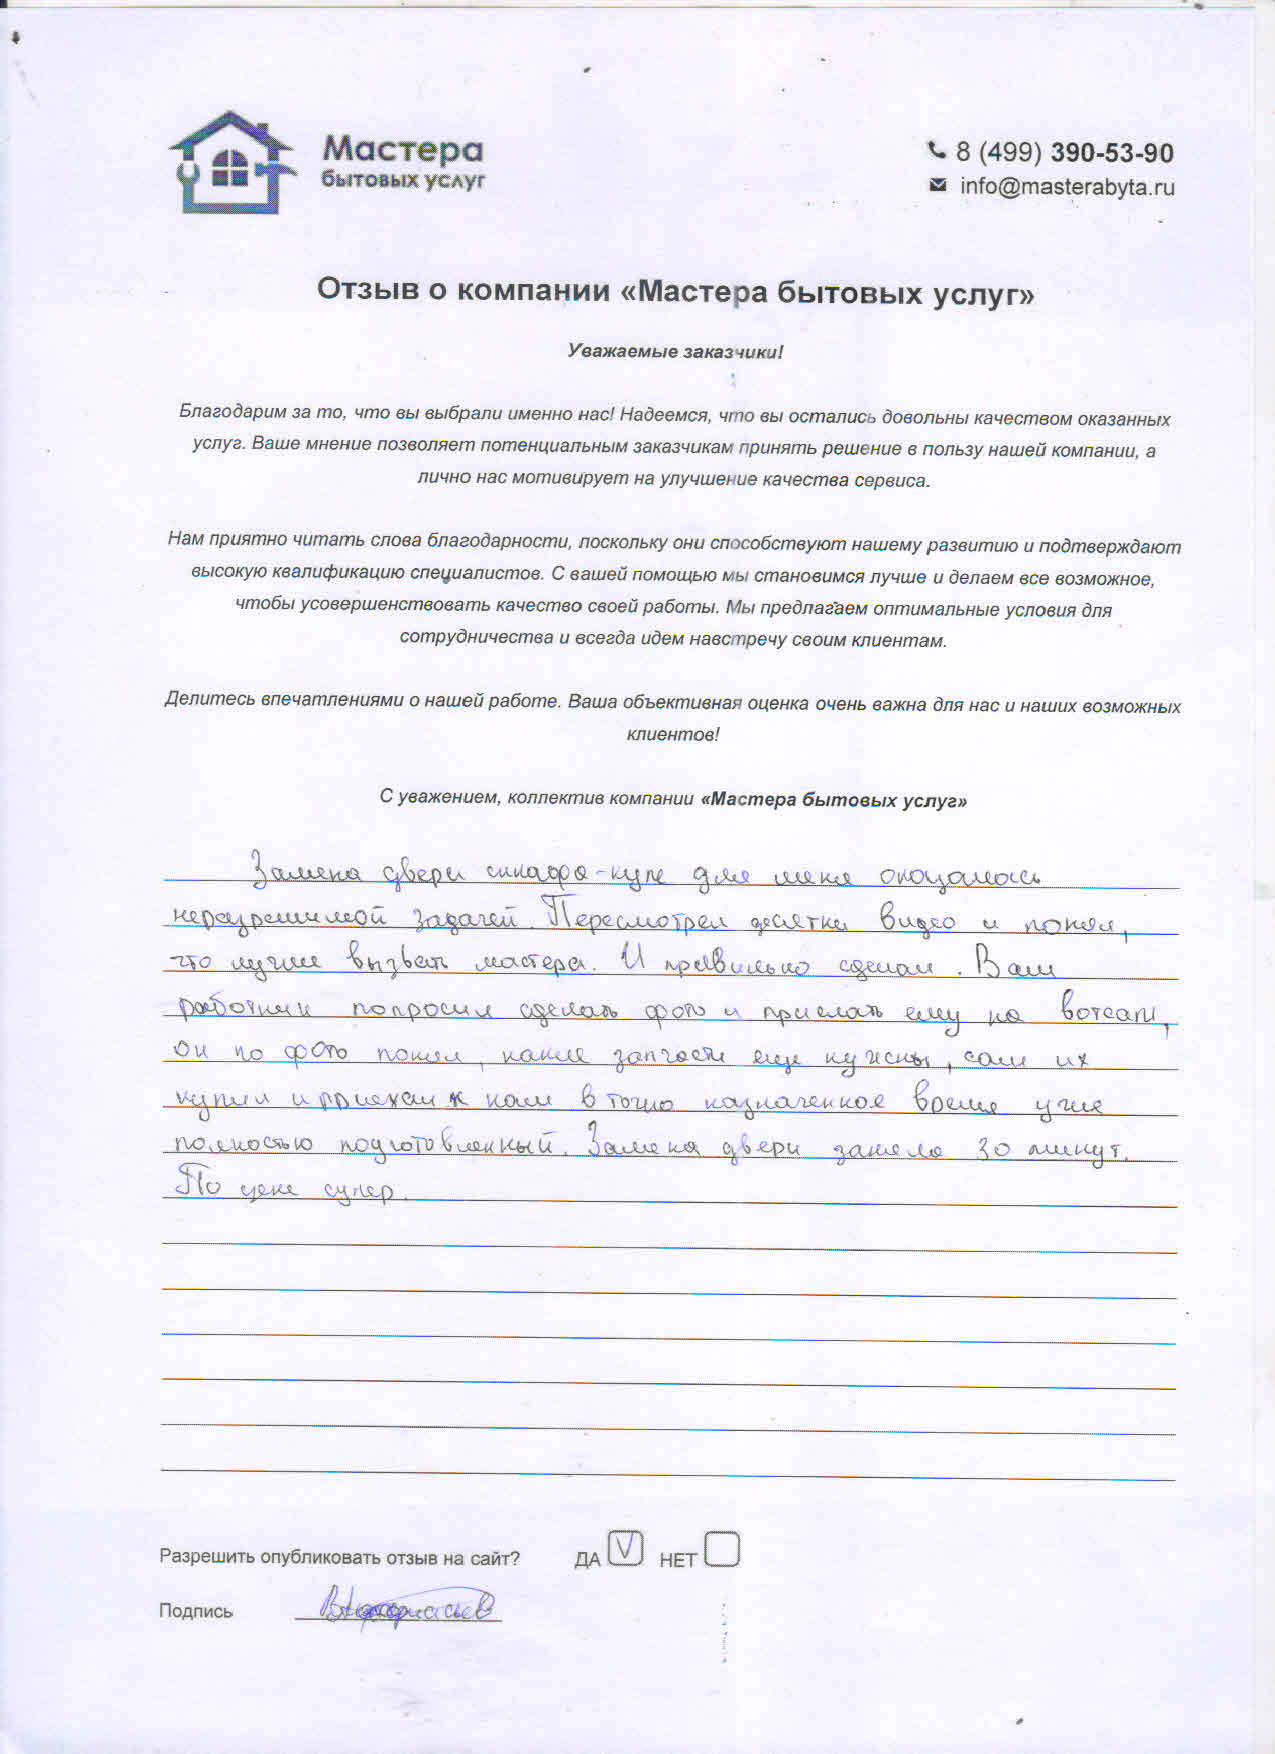 Мастера
бытовых услуг
8 (499) 390-53-90
info@masterabyta.ru
Отзыв о компании «Мастера бытовых услуг»
Уважаемые заказчики!
Благодарим за то, что вы выбрали именно нас! Надеемся, что вы остались довольны качеством оказанных
услуг. Ваше мнение позволяет потенциальным заказчикам принять решение в пользу нашей компании, а
лично нас мотивирует на улучшение качества сервиса.
Нам приятно читать слова благодарности, поскольку они способствуют нашему развитию и подтверждают
высокую квалификацию специалистов. С вашей помощью мы становимся лучше и делаем все возможное,
чтобы усовершенствовать качество своей работы. Мы предлагаем оптимальные условия для
сотрудничества и всегда идем навстречу своим клиентам.
Делитесь впечатлениями о нашей работе. Ваша объективная оценка очень важна для нас и наших возможных
клиентов!
С уважением, коллектив компании «Мастера бытовых услуг»
Замена двери шкафа-купе для меня оказалась
неразрешимой задачей. Пересмотрел десятки видео и понял,
что лучше вызвать мастера. И правильно сделал. Ваш
работник попросил сделать фото и прислать ему на вотсап,
он по фото понял, какие запчасти еще нужны, сам их
купил и приехал к нам в точно назначенное время уже
полностью подготовленный. Замена двери заняла 30 минут.
По цене супер.
Разрешить опубликовать отзыв на сайт? ДА V НЕТ
Подпись